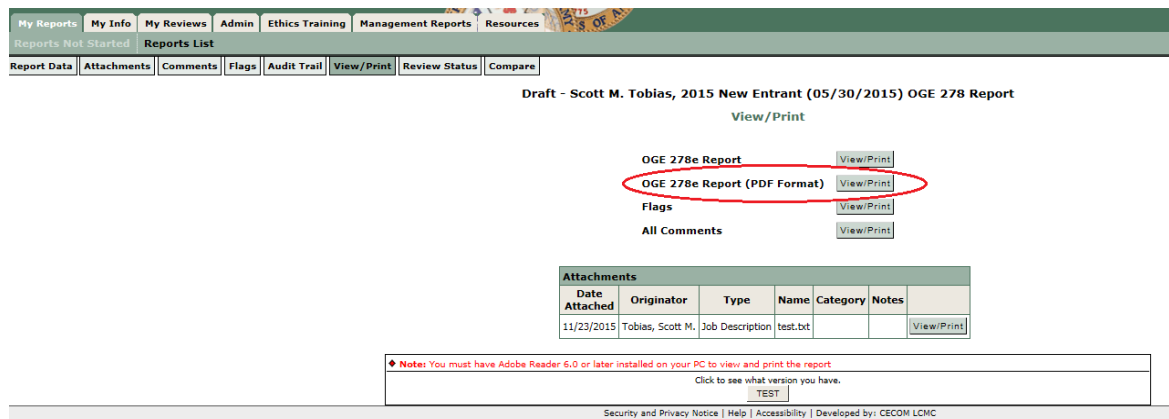 My Reports My Info My Reviews Admin Ethics Training Management Reports Resources
Reports Not Started Reports List
Report Data Attachments Comments Flags Audit Trail View/Print Review Status Compare
Draft - Scott M. Tobias, 2015 New Entrant (05/30/2015) OGE 278 Report
View/Print
OGE 278e Report View/Print
OGE 278e Report (PDF Format) View/Print
Flags View/Print
All Comments View/Print
Attachments
Date Attached Originator Type Name Category Notes
11/23/2015 Tobias, Scott M. Job Description test.txt View/Print
Note: You must have Adobe Reader 6.0 or later installed on your PC to view and print the report
Click to see what version you have.
TEST
Security and Privacy Notice | Help | Accessibility | Developed by: CECOM LCMC